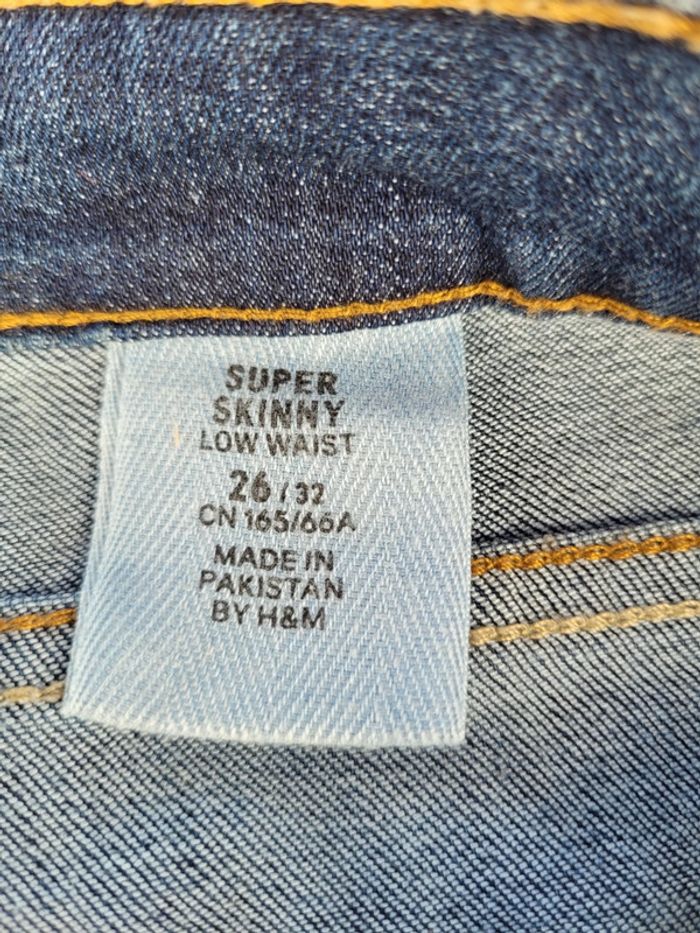 SUPER
SKINNY
LOW WAIST
26/32
CN 165/66A
MADE IN
PAKISTAN
BY H&M